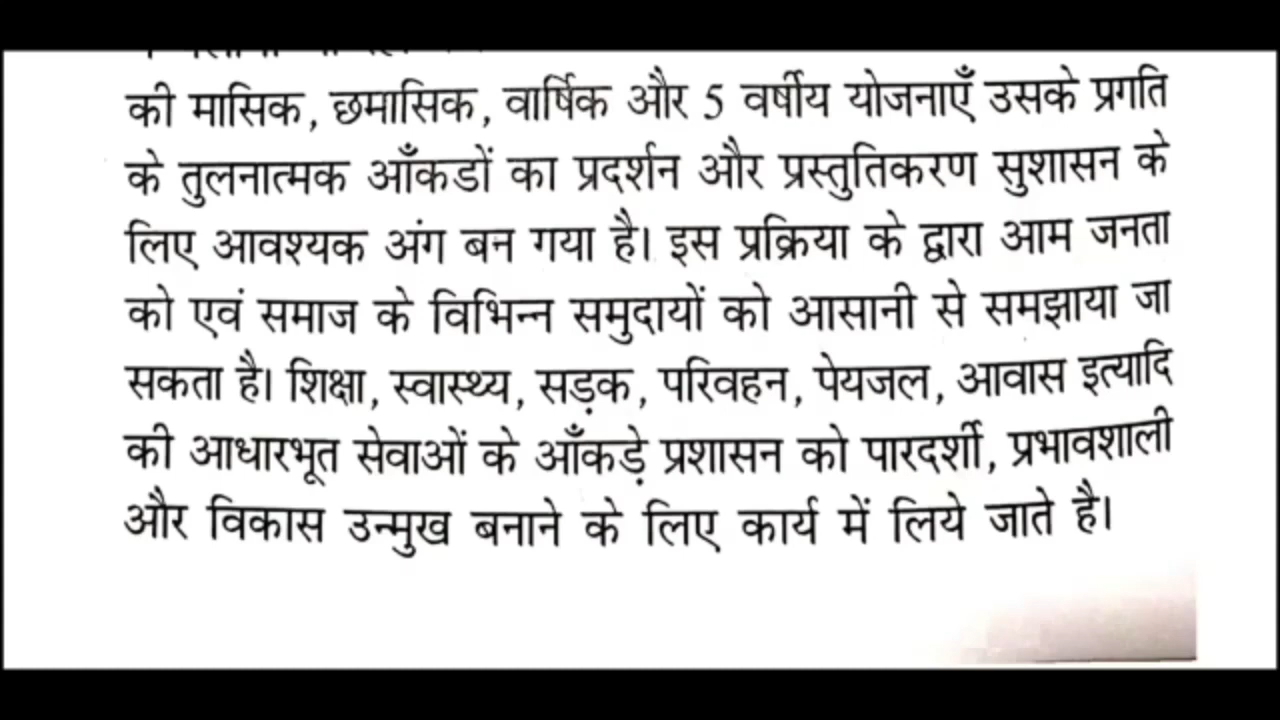 की मासिक, छमासिक, वार्षिक और 5 वर्षीय योजनाएँ उसके प्रगति
के तुलनात्मक आँकडों का प्रदर्शन और प्रस्तुतिकरण सुशासन के
लिए आवश्यक अंग बन गया है। इस प्रक्रिया के द्वारा आम जनता
को एवं समाज के विभिन्न समुदायों को आसानी से समझाया जा
सकता है। शिक्षा, स्वास्थ्य, सड़क, परिवहन, पेयजल, आवास इत्यादि
की आधारभूत सेवाओं के आँकड़े प्रशासन को पारदर्शी, प्रभावशाली
और विकास उन्मुख बनाने के लिए कार्य में लिये जाते है।